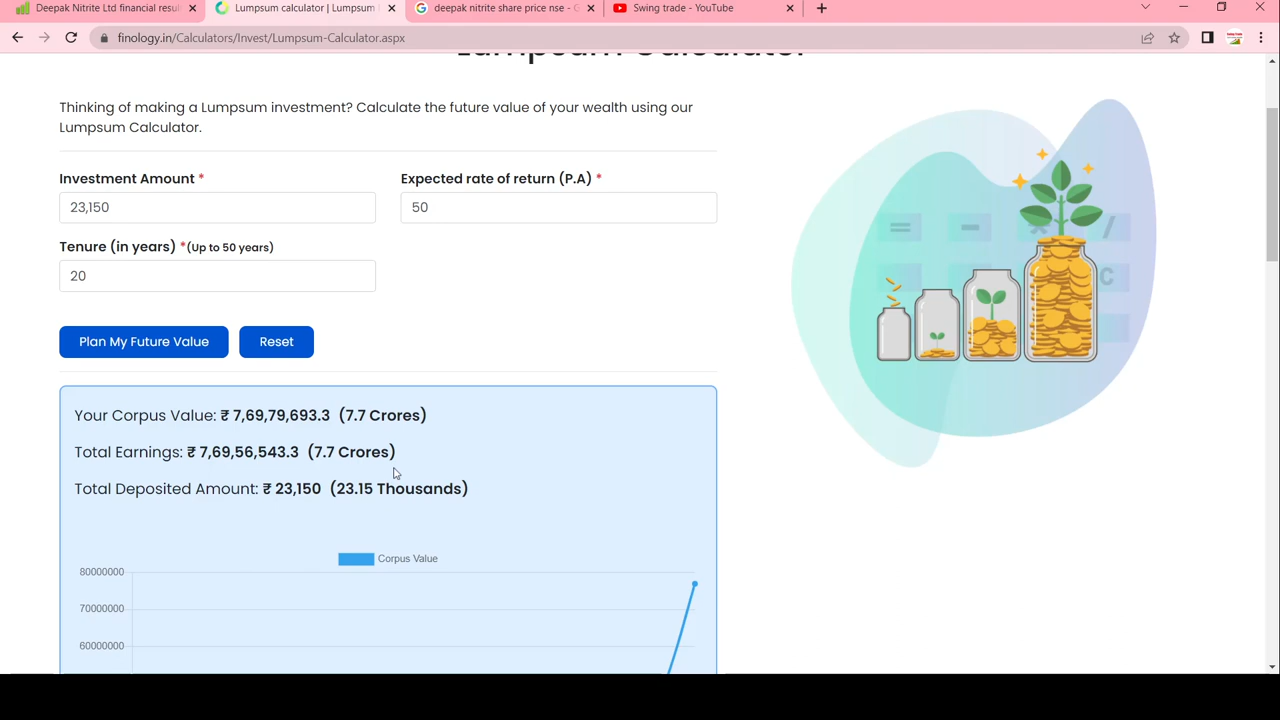 Deepak Nitrite Ltd financial resul
Lumpsum calculator | Lumpsum
deepak nitrite share price nse - G
Swing trade - YouTube
finology.in/Calculators/Invest/Lumpsum-Calculator.aspx
Lumpsum Calculator
Thinking of making a Lumpsum investment? Calculate the future value of your wealth using our
Lumpsum Calculator.
Investment Amount * Expected rate of return (P.A) *
23,150 50
Tenure (in years) *(Up to 50 years)
20
Plan My Future Value Reset
Your Corpus Value: ₹ 7,69,79,693.3 (7.7 Crores)
Total Earnings: ₹ 7,69,56,543.3 (7.7 Crores)
Total Deposited Amount: ₹ 23,150 (23.15 Thousands)
Corpus Value
80000000
70000000
60000000